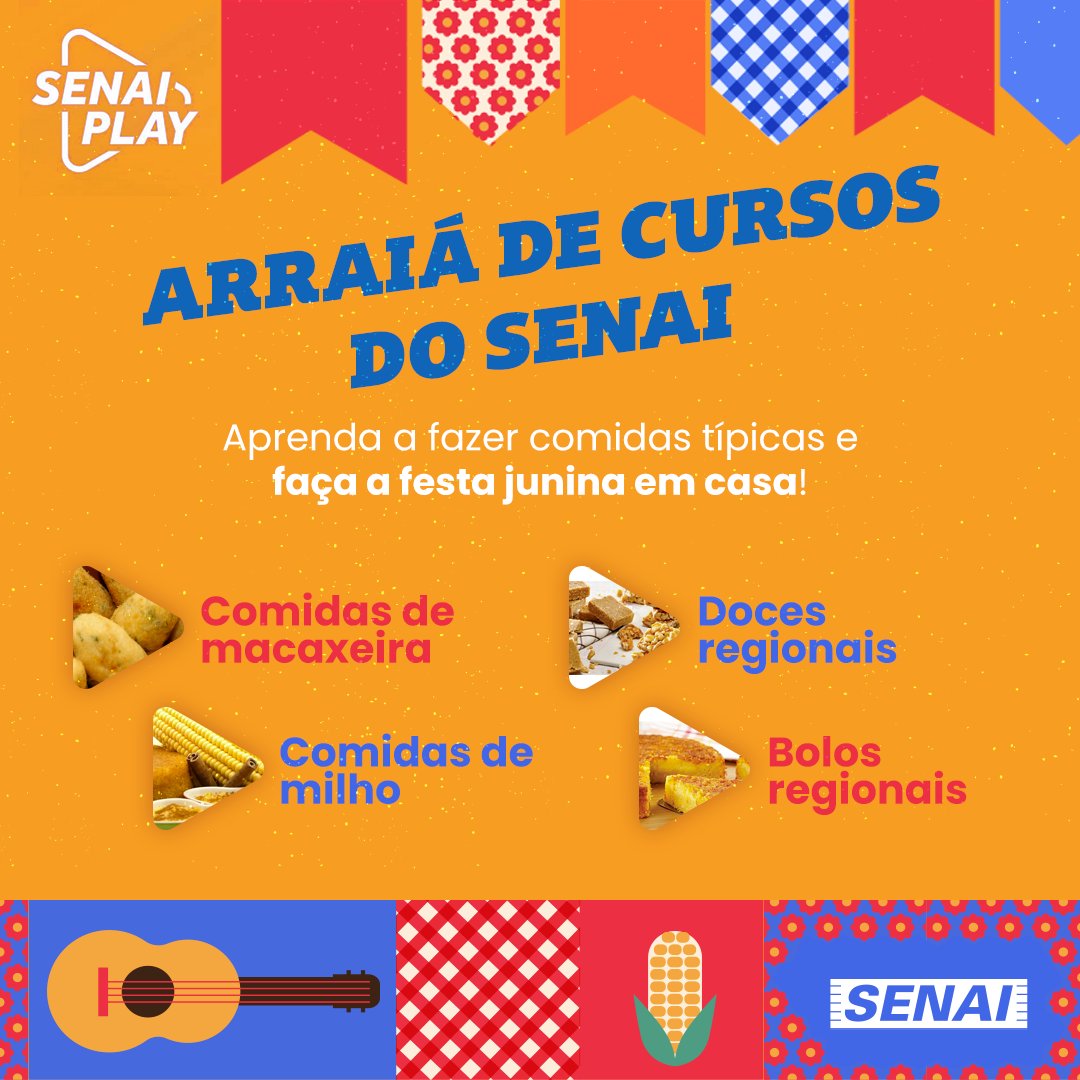 SENAI
PLAY
ARRAIÁ DE CURSOS
DO SENAI
Aprenda a fazer comidas típicas e
faça a festa junina em casa!
Comidas de
macaxeira
Doces
regionais
Comidas de
milho
Bolos
regionais
SENAI